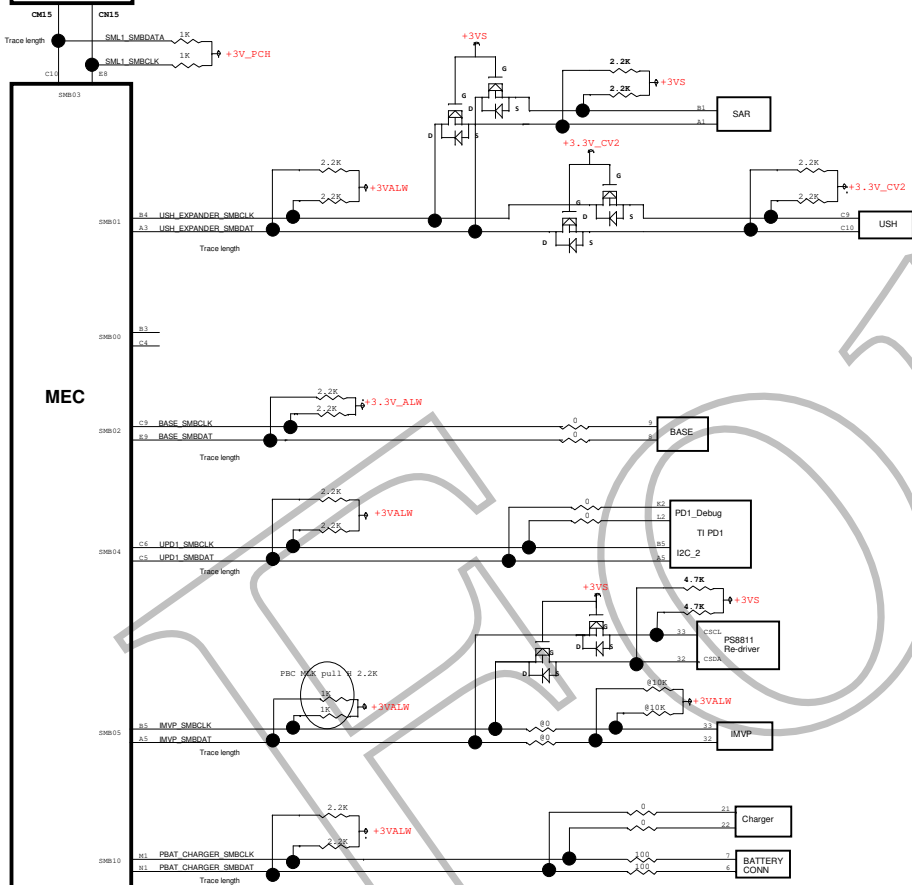 CM15 CN15
Trace length
SML1_SMBDATA 1K
SML1_SMBCLK 1K
+3V_PCH
C10 E8
SMB03
+3VS
G
G
D S
D S
2.2K
2.2K
+3VS
B1
A1
SAR
+3.3V_CV2
G
G
D S
D S
2.2K
2.2K
+3VALW
2.2K
2.2K
+3.3V_CV2
SMB01
B4 USH_EXPANDER_SMBCLK
A3 USH_EXPANDER_SMBDAT
Trace length
C9
C10
USH
SMB00
B3
C4
MEC
2.2K
2.2K
+3.3V_ALW
SMB02
C9 BASE_SMBCLK
E9 BASE_SMBDAT
Trace length
0
0
9
8
BASE
2.2K
2.2K
+3VALW
0
0
E2
L2
PD1_Debug
TI PD1
I2C_2
B5
A5
SMB04
C6 UPD1_SMBCLK
C5 UPD1_SMBDAT
Trace length
+3VS
G
G
D S
D S
4.7K
4.7K
+3VS
33 CSCL
32 CSDA
PS8811
Re-driver
PBC MLK pull H 2.2K
1K
1K
+3VALW
@10K
@10K
+3VALW
SMB05
B5 IMVP_SMBCLK
A5 IMVP_SMBDAT
Trace length
@0
@0
33
32
IMVP
2.2K
2.2K
+3VALW
0
0
21
22
Charger
SMB10
M1 PBAT_CHARGER_SMBCLK
N1 PBAT_CHARGER_SMBDAT
Trace length
100
100
7
6
BATTERY
CONN